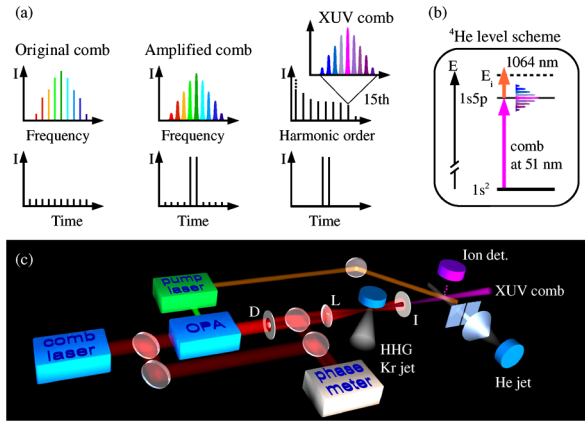 (a)
XUV comb
Original comb
Amplified comb
I
I
I
15th
Frequency
Frequency
Harmonic order
I
I
I
Time
Time
Time
(b)
⁴He level scheme
E
1064 nm
Eᵢ
1s5p
comb
at 51 nm
1s²
(c)
Ion det.
pump
laser
XUV comb
D
L
OPA
I
comb
laser
HHG
Kr jet
phase
meter
He jet